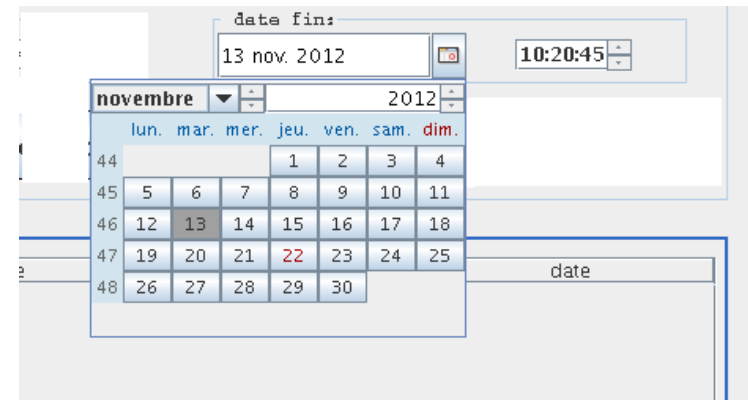 date fin:
13 nov. 2012
10:20:45
novembre 2012
lun. mar. mer. jeu. ven. sam. dim.
44 1 2 3 4
45 5 6 7 8 9 10 11
46 12 13 14 15 16 17 18
47 19 20 21 22 23 24 25
48 26 27 28 29 30
date